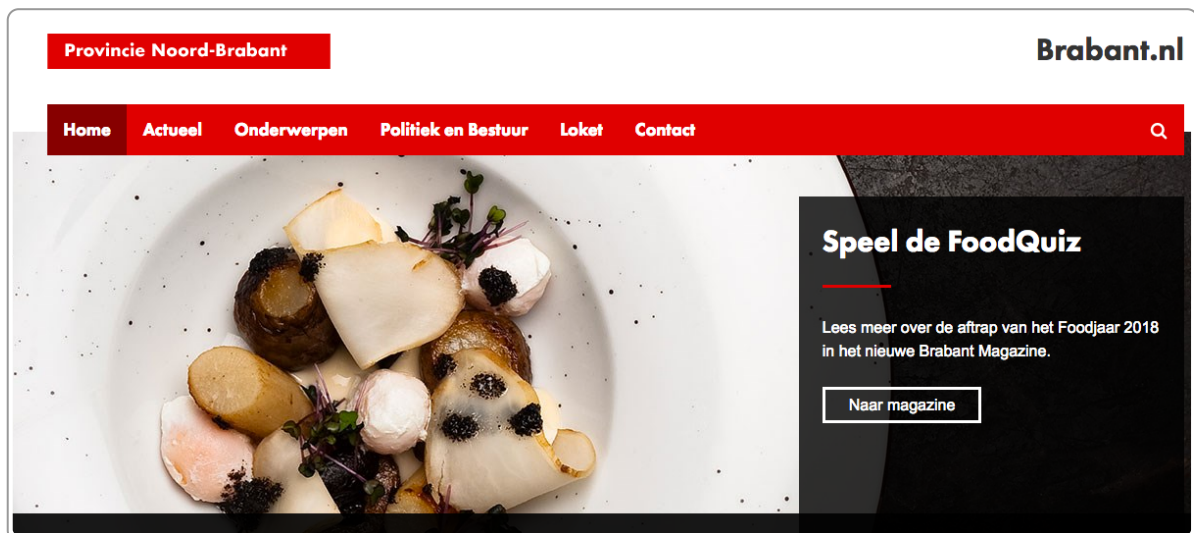 Provincie Noord-Brabant
Brabant.nl
Home Actueel Onderwerpen Politiek en Bestuur Loket Contact
Speel de FoodQuiz
Lees meer over de aftrap van het Foodjaar 2018
in het nieuwe Brabant Magazine.
Naar magazine